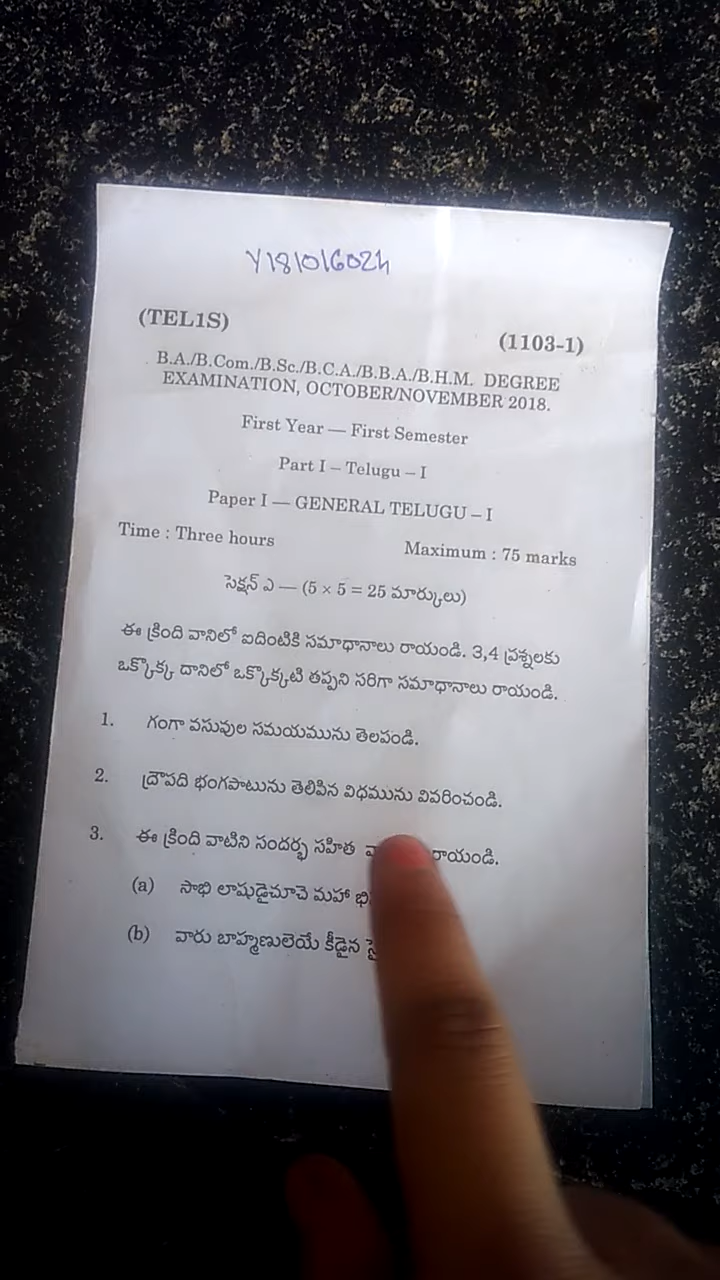 Y181016024
(TEL1S)
(1103-1)
B.A./B.Com./B.Sc./B.C.A./B.B.A./B.H.M. DEGREE
EXAMINATION, OCTOBER/NOVEMBER 2018.
First Year — First Semester
Part I – Telugu – I
Paper I — GENERAL TELUGU – I
Time : Three hours
Maximum : 75 marks
సెక్షన్ ఎ — (5 × 5 = 25 మార్కులు)
ఈ క్రింది వానిలో ఐదింటికి సమాధానాలు రాయండి. 3,4 ప్రశ్నలకు
ఒక్కొక్క దానిలో ఒక్కొక్కటి తప్పని సరిగా సమాధానాలు రాయండి.
1. గంగా వసువుల సమయమును తెలపండి.
2. ద్రౌపది భంగపాటును తెలిపిన విధమును వివరించండి.
3. ఈ క్రింది వాటిని సందర్భ సహిత రాయండి.
(a) సాభి లాషుడైచూచె మహా
(b) వారు బాహ్మణులెయే కీడైన